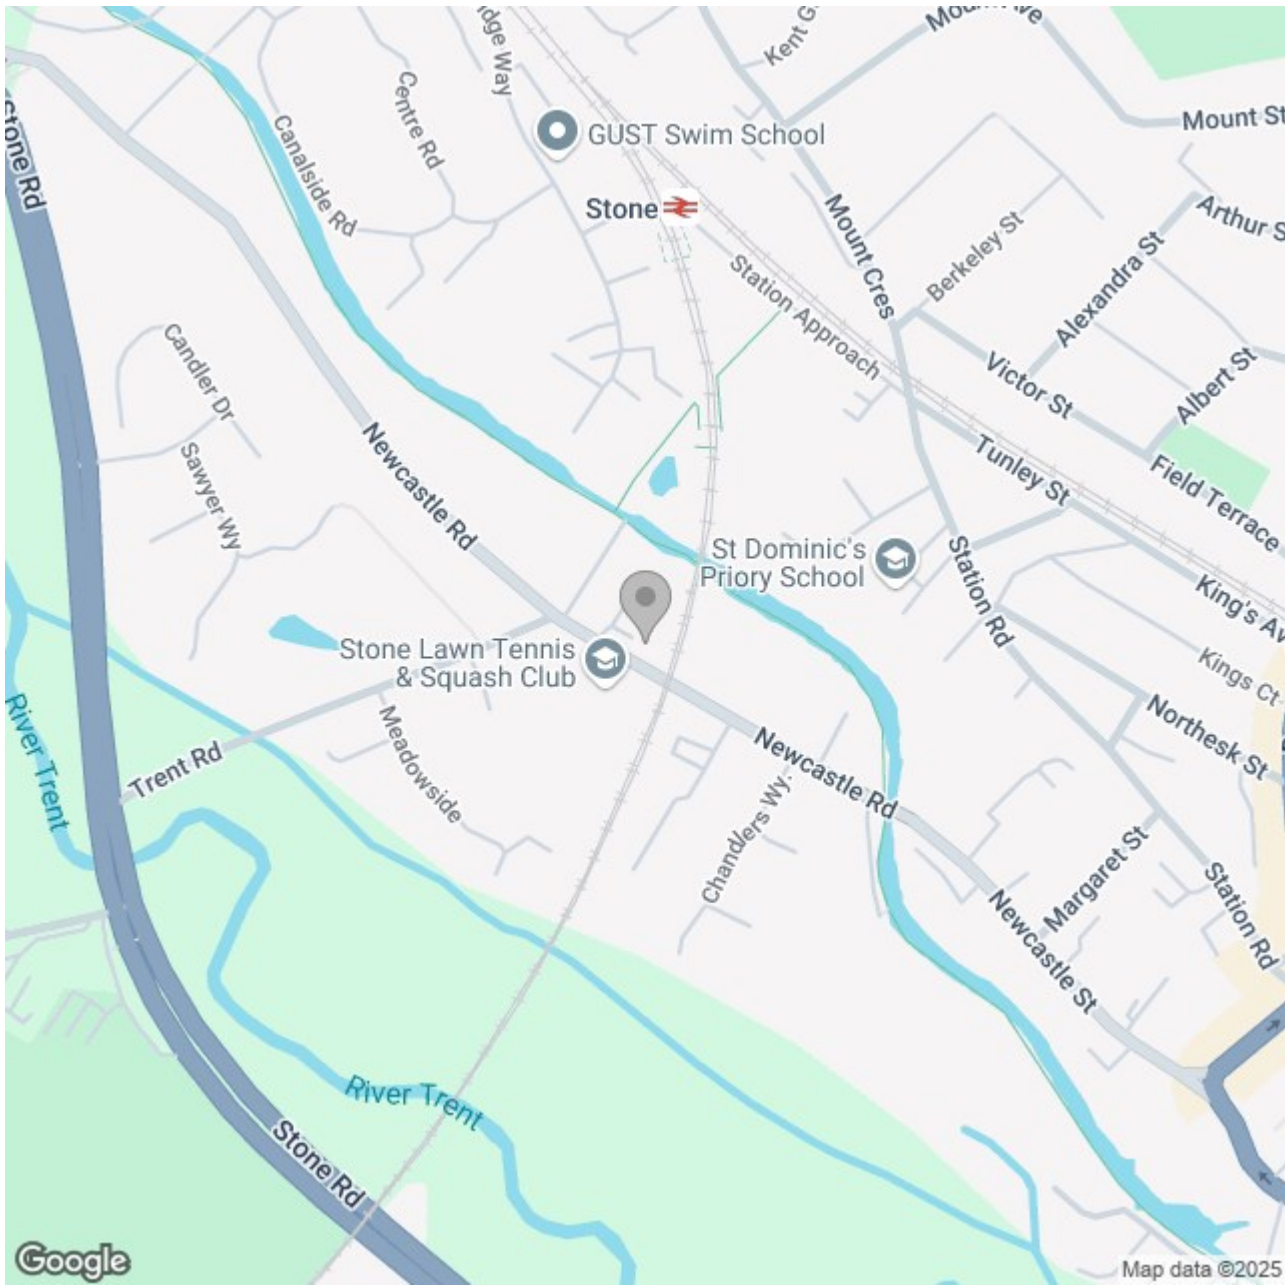 dge Way
Kent G
Mount Ave
Mount St
Centre Rd
GUST Swim School
Canalside Rd
Stone Rd
Stone
Mount Cres
Arthur S
Berkeley St
Alexandra St
Station Approach
Candler Dr
Victor St
Albert St
Newcastle Rd
Sawyer Wy
Tunley St
Field Terrace
St Dominic's
Priory School
Station Rd
King's Av
Stone Lawn Tennis
& Squash Club
Kings Ct
River Trent
Trent Rd
Meadowside
Northesk St
Newcastle Rd
Chandlers Wy.
Margaret St
Station Rd
Newcastle St
River Trent
Stone Rd
Google
Map data ©2025